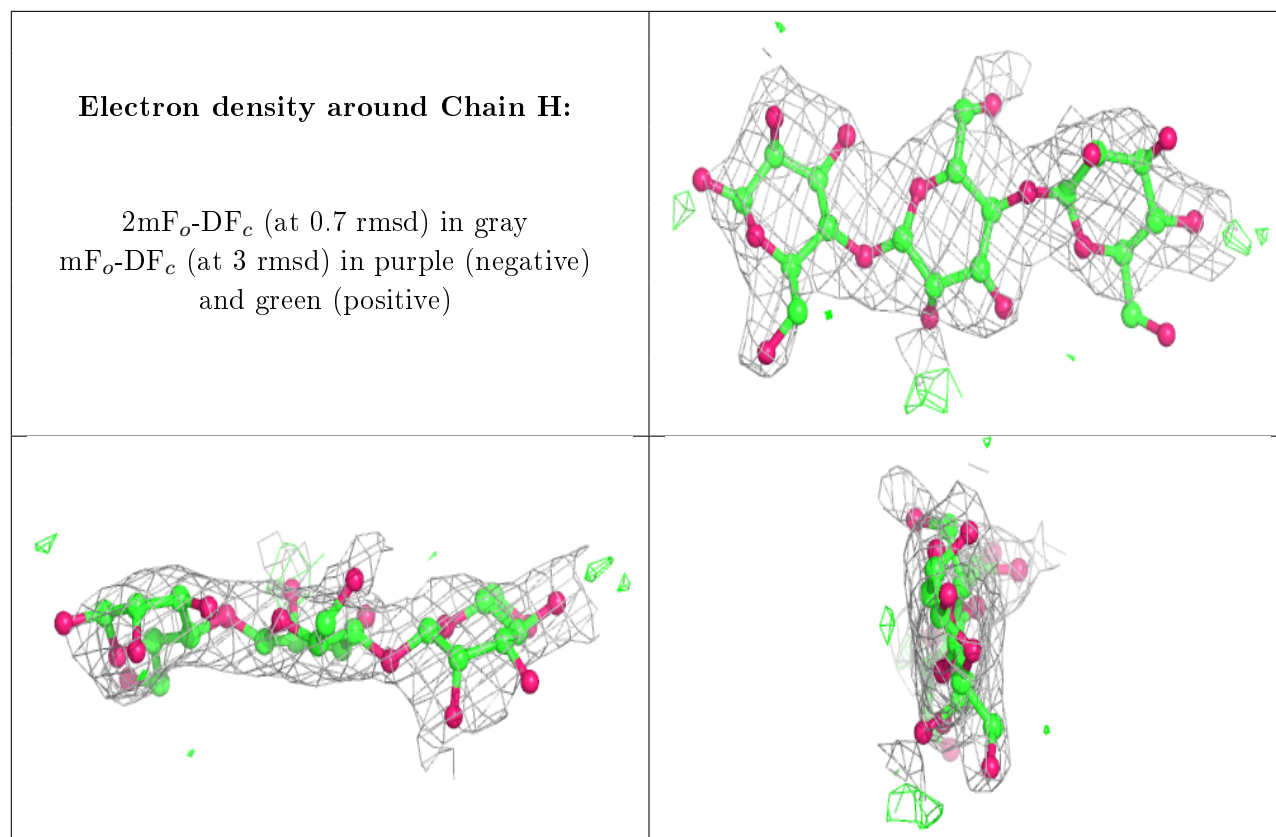 Electron density around Chain H:
2mFo-DFc (at 0.7 rmsd) in gray
mFo-DFc (at 3 rmsd) in purple (negative)
and green (positive)